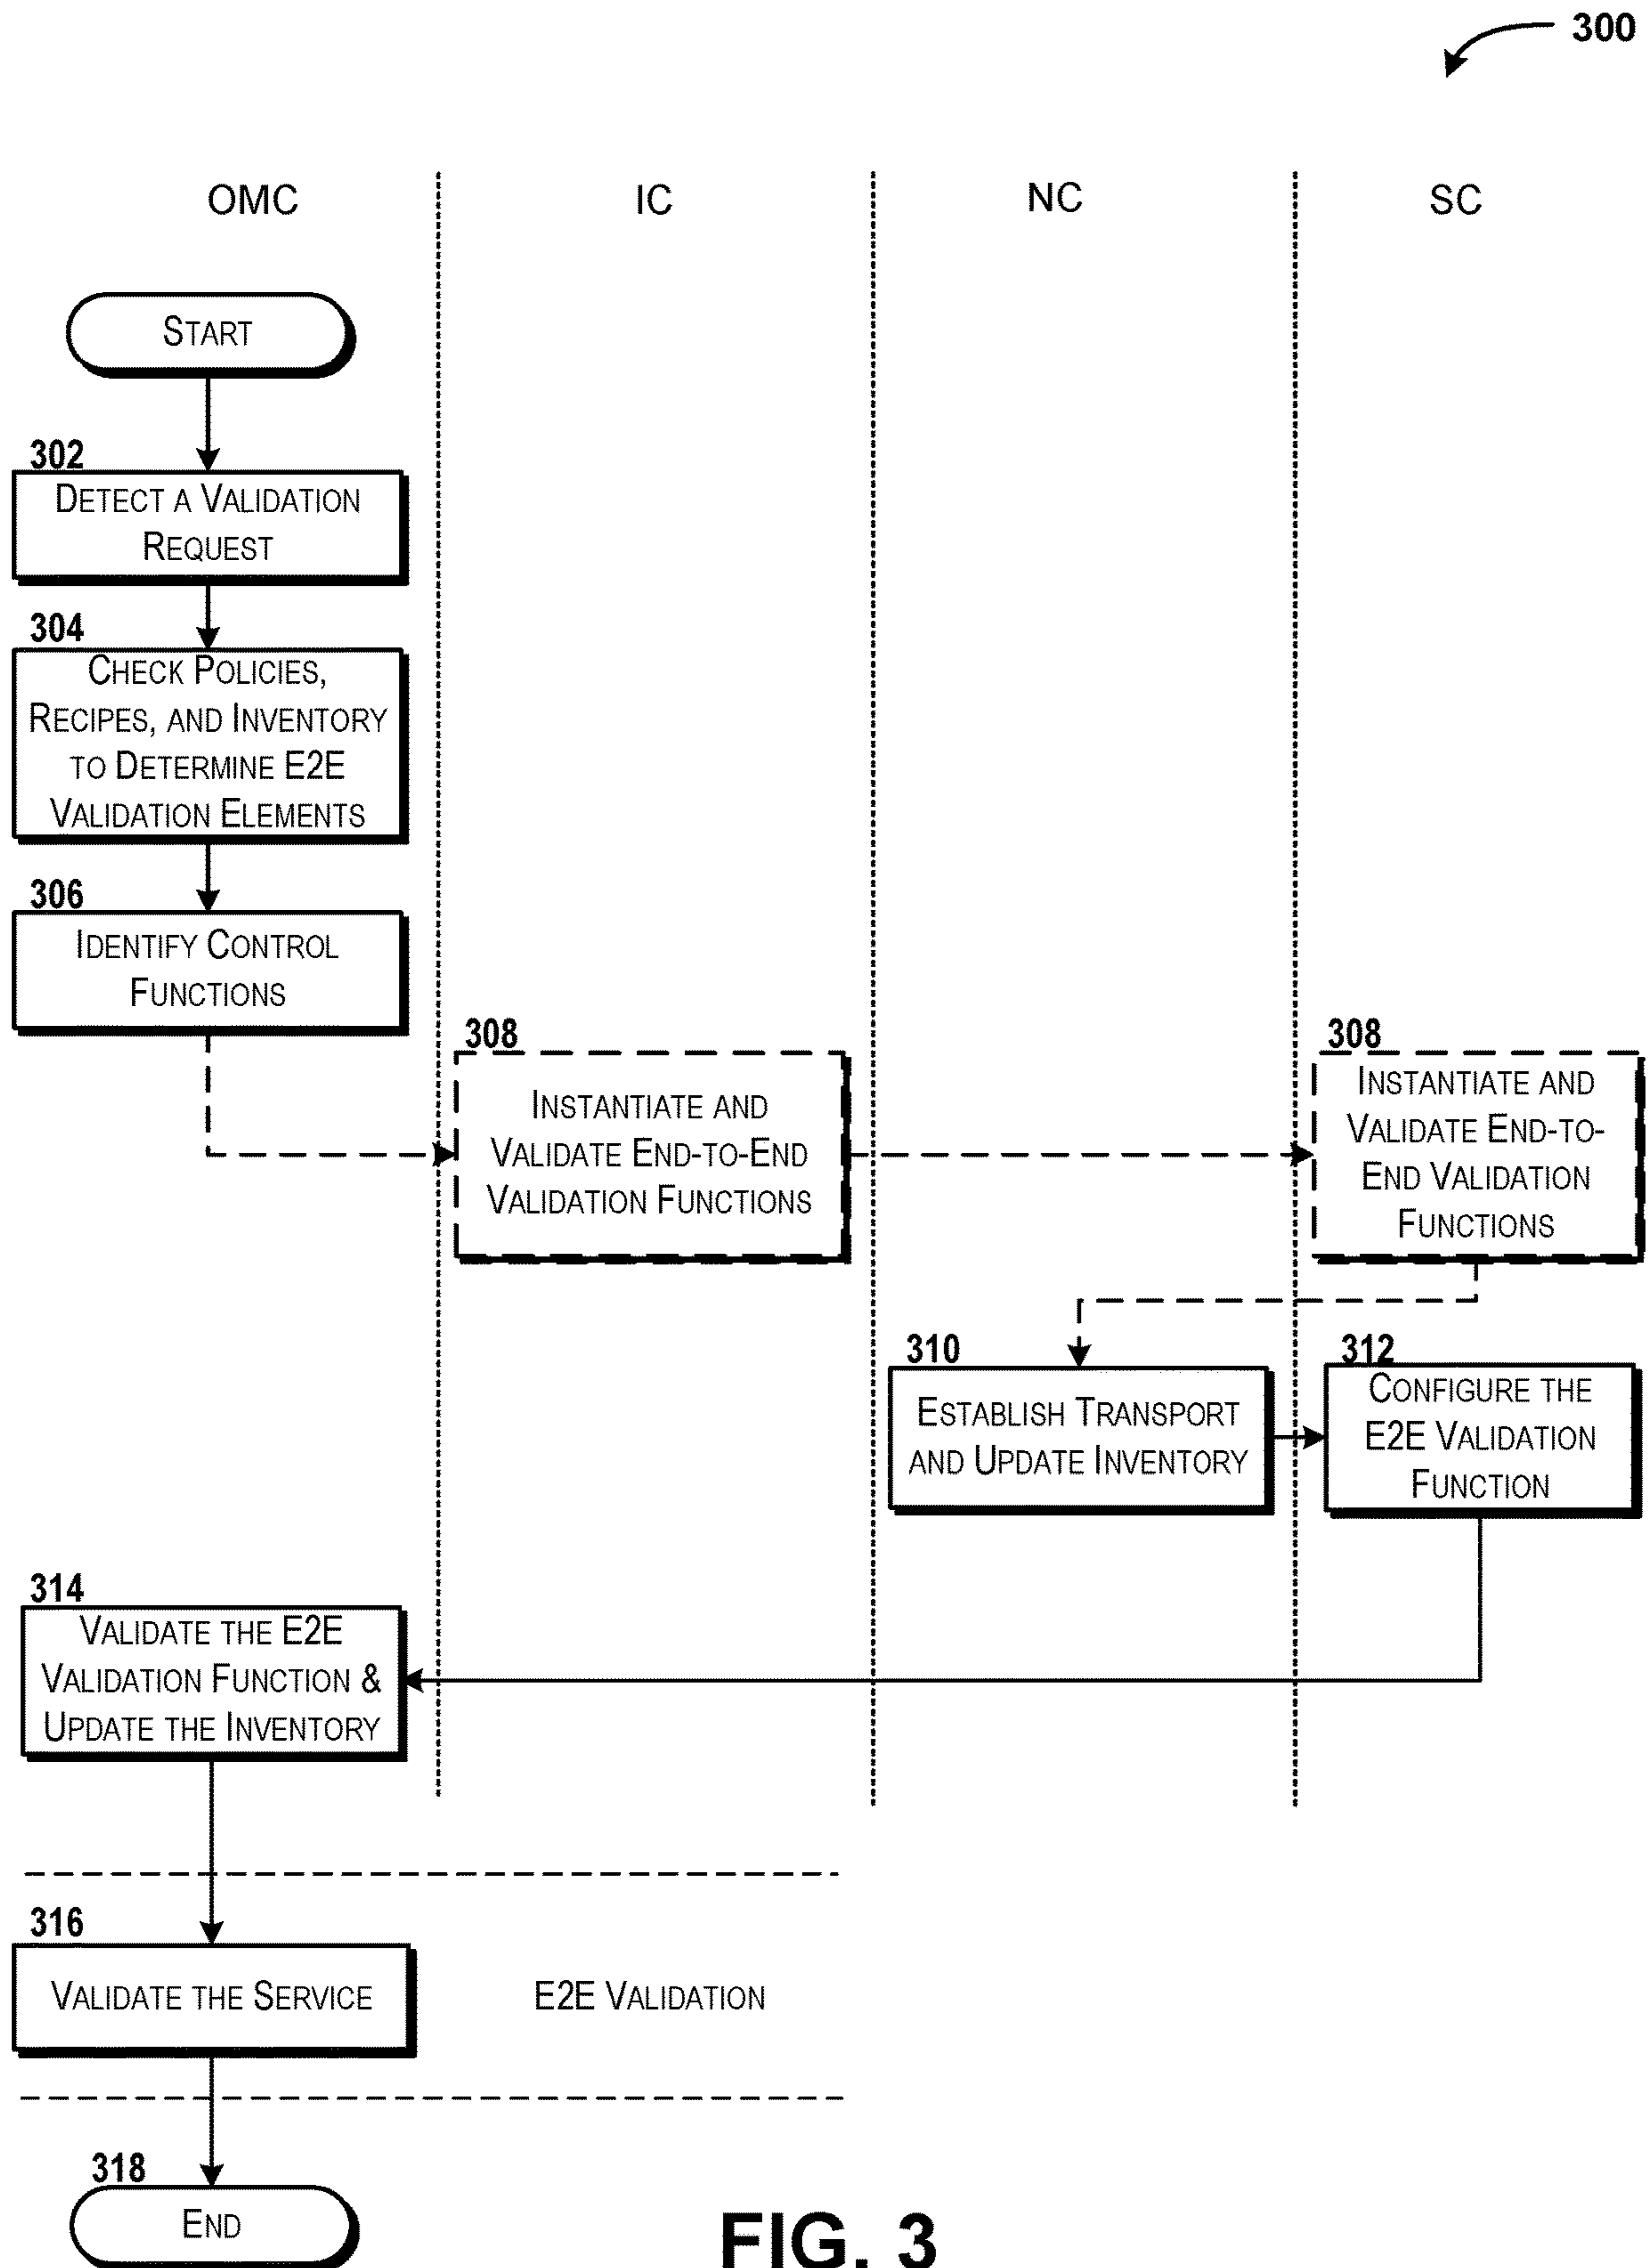 300
OMC
IC
NC
SC
START
302
DETECT A VALIDATION
REQUEST
304
CHECK POLICIES,
RECIPES, AND INVENTORY
TO DETERMINE E2E
VALIDATION ELEMENTS
306
IDENTIFY CONTROL
FUNCTIONS
308
INSTANTIATE AND
VALIDATE END-TO-END
VALIDATION FUNCTIONS
308
INSTANTIATE AND
VALIDATE END-TO-
END VALIDATION
FUNCTIONS
310
ESTABLISH TRANSPORT
AND UPDATE INVENTORY
312
CONFIGURE THE
E2E VALIDATION
FUNCTION
314
VALIDATE THE E2E
VALIDATION FUNCTION &
UPDATE THE INVENTORY
316
VALIDATE THE SERVICE
E2E VALIDATION
318
END
FIG. 3